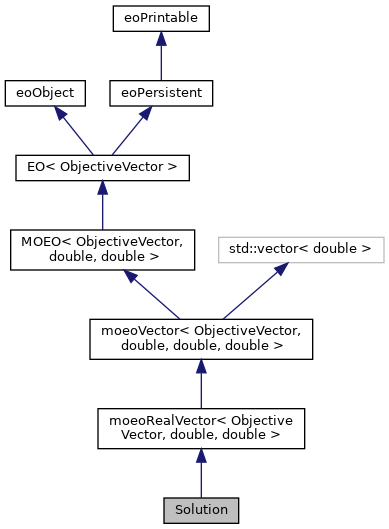 eoPrintable
eoObject
eoPersistent
EO< ObjectiveVector >
MOEO< ObjectiveVector,
double, double >
std::vector< double >
moeoVector< ObjectiveVector,
double, double, double >
moeoRealVector< Objective
Vector, double, double >
Solution